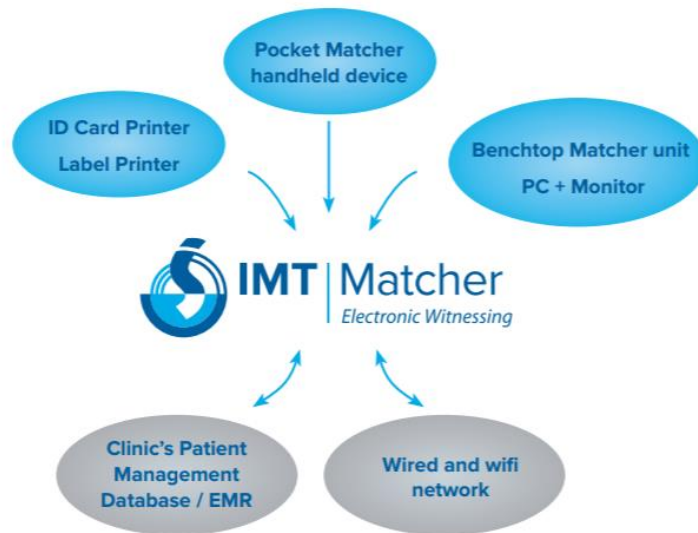 Pocket Matcher
handheld device
ID Card Printer
Label Printer
Benchtop Matcher unit
PC + Monitor
IMT | Matcher
Electronic Witnessing
Clinic's Patient
Management
Database / EMR
Wired and wifi
network